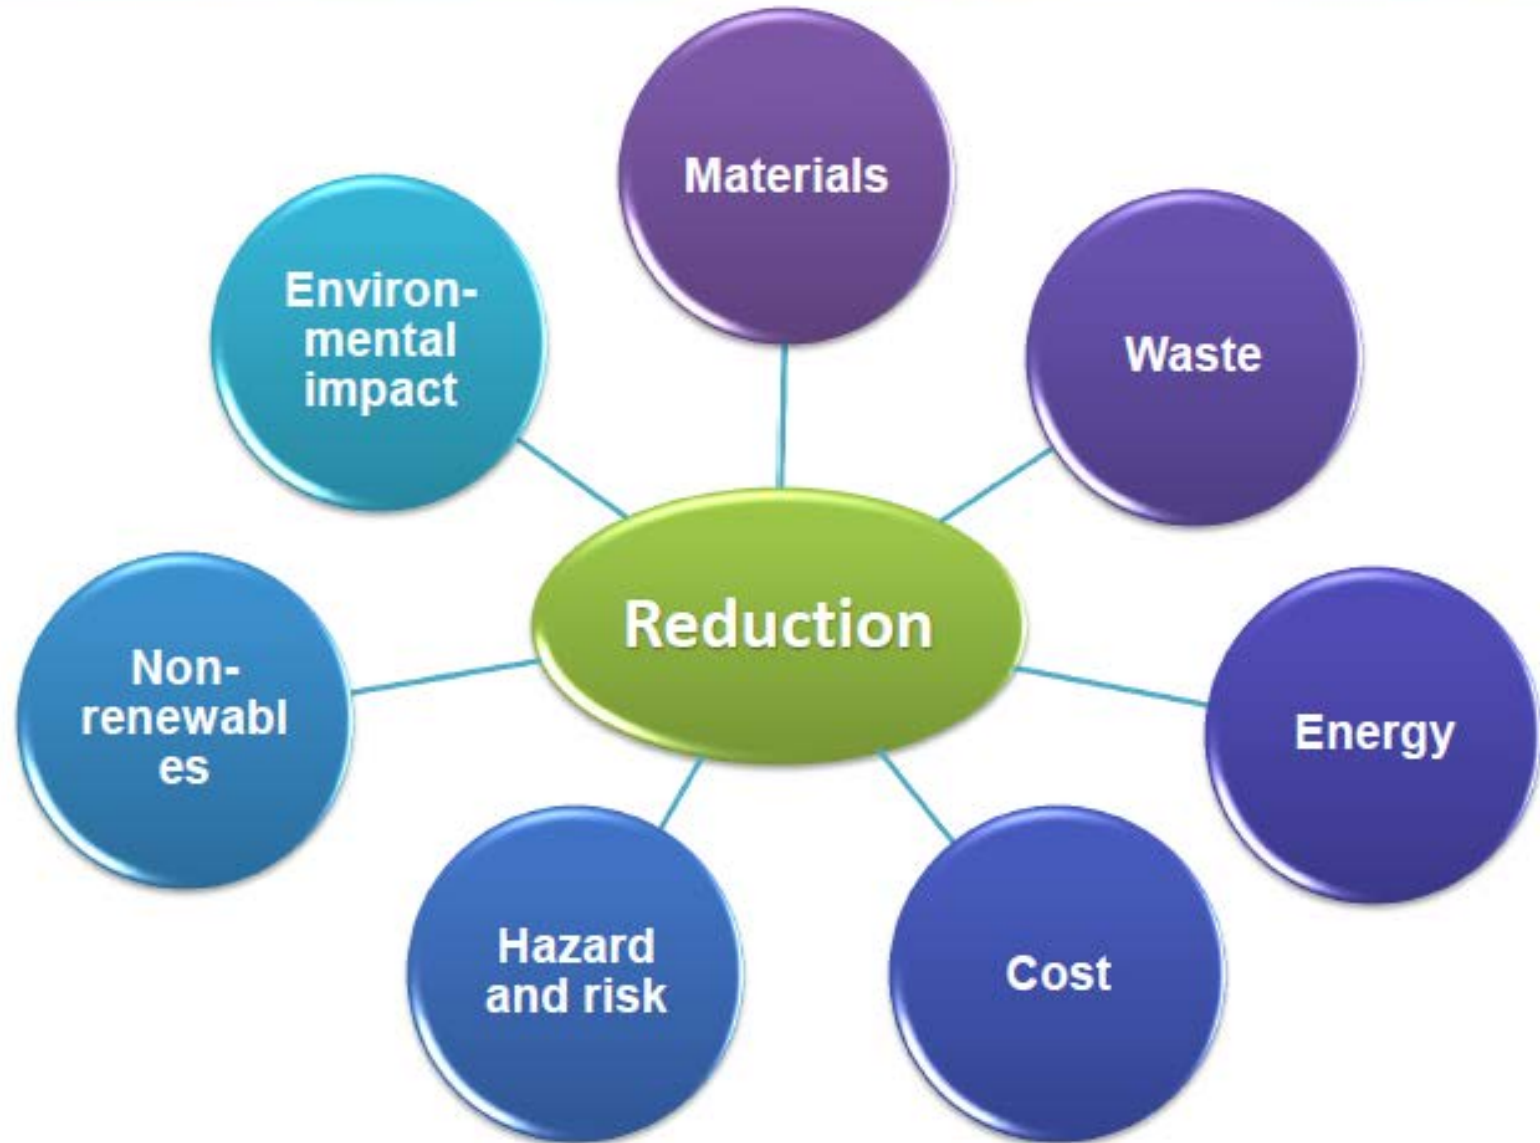 Materials
Environ-
mental
impact
Waste
Reduction
Non-
renewabl
es
Energy
Hazard
and risk
Cost